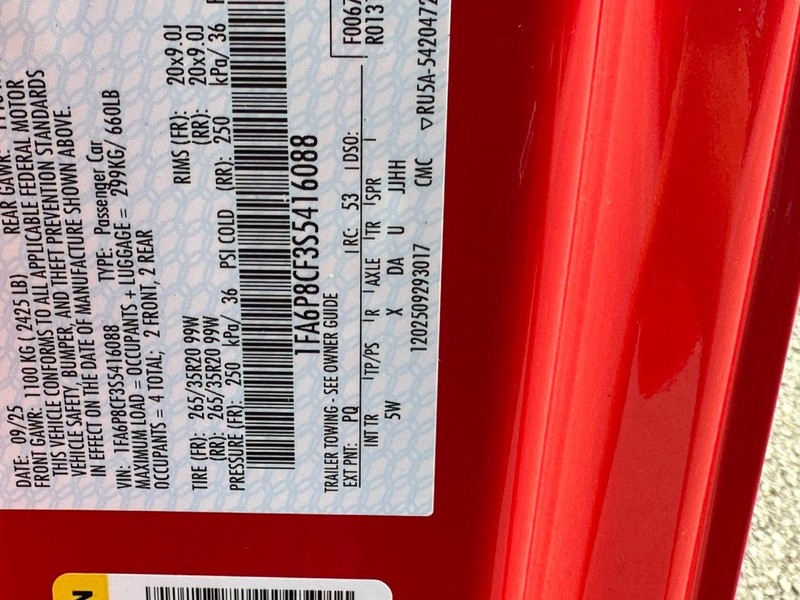 DATE: 09/25
FRONT GAWR: 1100 KG ( 2425 LB) REAR GAWR:
THIS VEHICLE CONFORMS TO ALL APPLICABLE FEDERAL MOTOR
VEHICLE SAFETY, BUMPER, AND THEFT PREVENTION STANDARDS
IN EFFECT ON THE DATE OF MANUFACTURE SHOWN ABOVE.
VIN: 1FA6P8CF3S5416088 TYPE: Passenger Car
MAXIMUM LOAD = OCCUPANTS + LUGGAGE = 299KG/ 660LB
OCCUPANTS = 4 TOTAL; 2 FRONT, 2 REAR
TIRE (FR): 265/35R20 99W RIMS (FR): 20x9.0J
(RR): 265/35R20 99W (RR): 20x9.0J
PRESSURE (FR): 250 kPa/ 36 PSI COLD (RR): 250 kPa/ 36
1FA6P8CF3S5416088
F0067
R0131
TRAILER TOWING - SEE OWNER GUIDE
EXT PNT: PQ RC: 53 DSO:
INT TR TP/PS R AXLE TR SPR
5W X DA U JJHH
1202509293017 CMC ▽RU5A-5420472
N